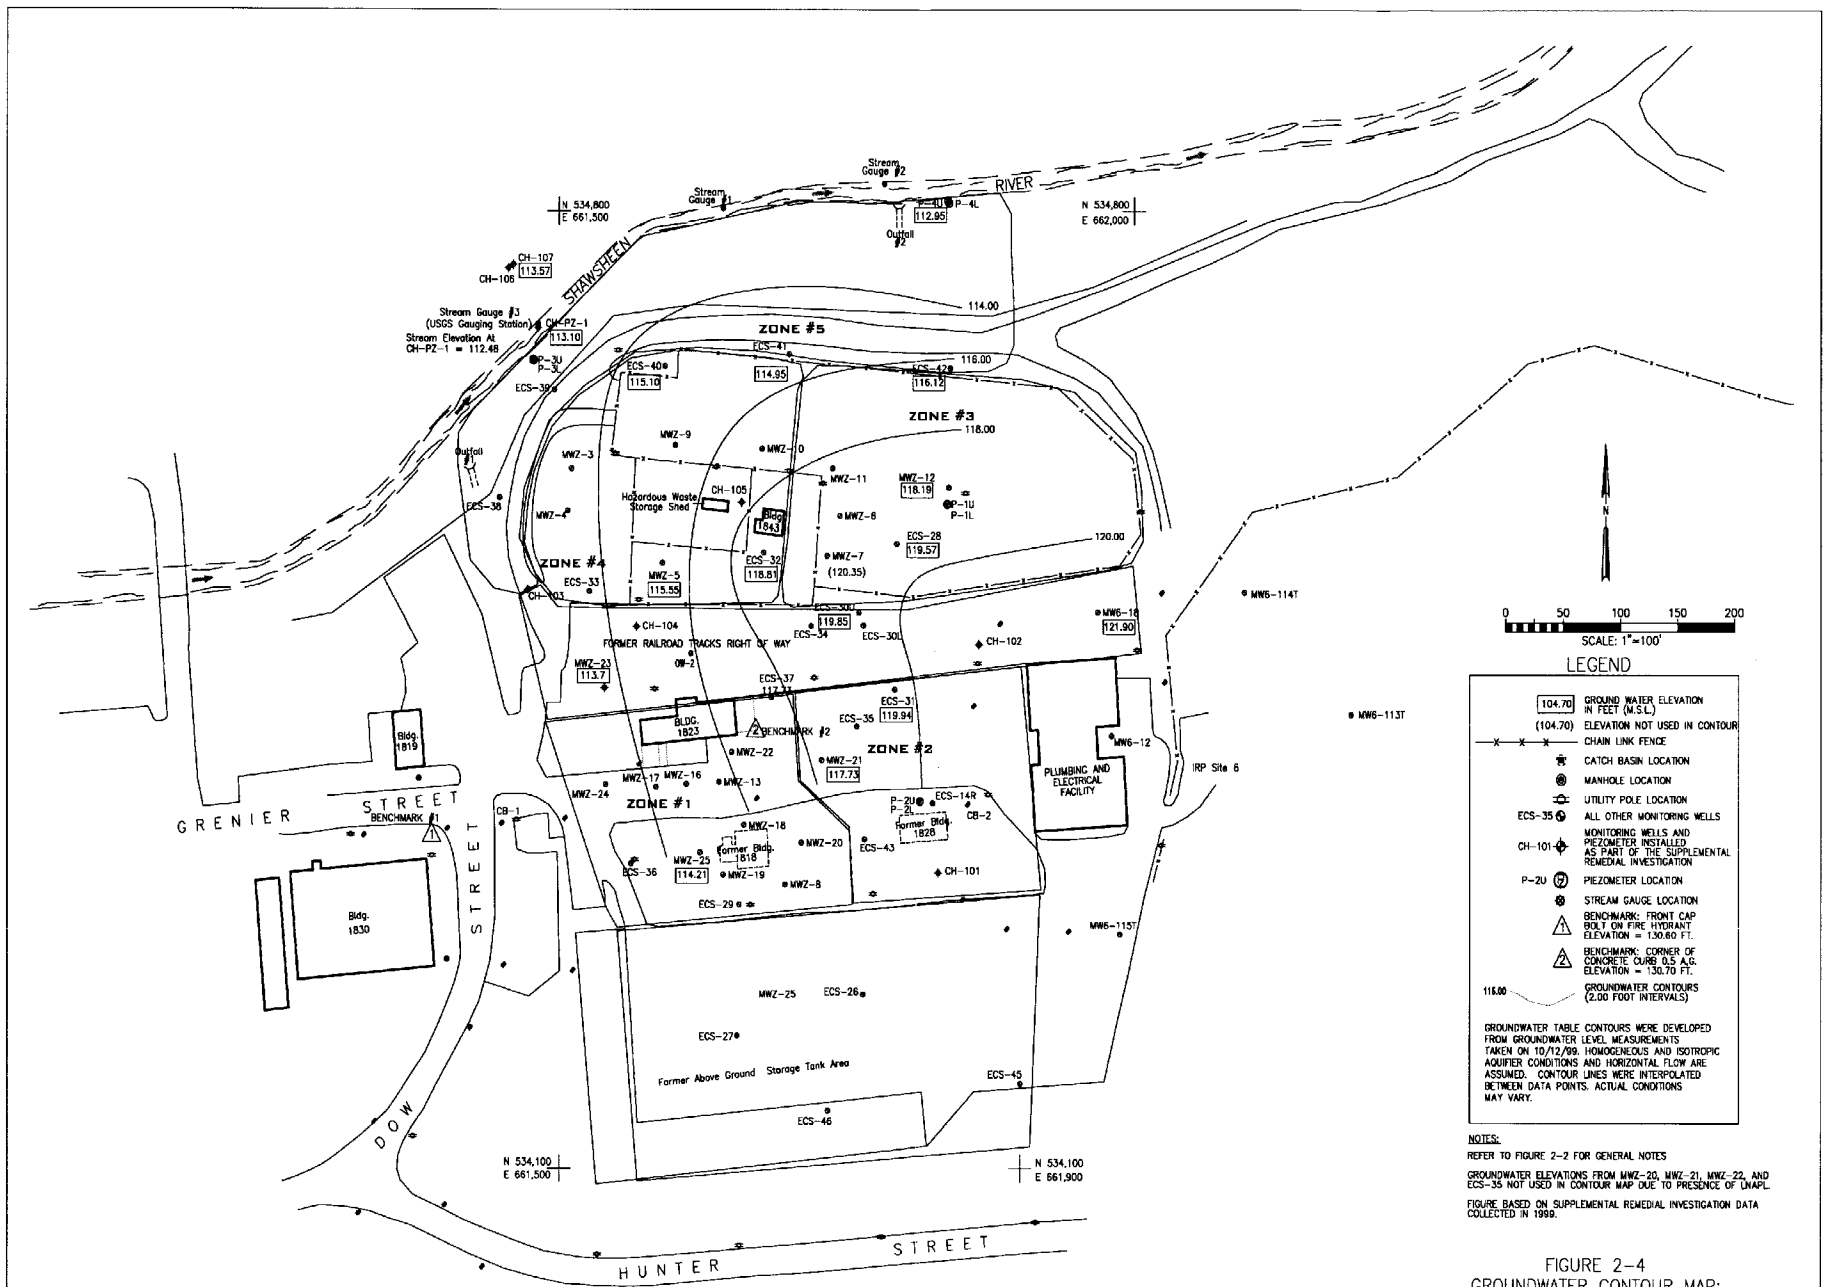 Stream
Gauge #2
RIVER
Stream
Gauge #1
N 534,800
E 661,500
P-4U
P-4L
112.95
N 534,800
E 662,000
Outfall
#2
CH-107
113.57
CH-106
SHAWSHEEN
114.00
Stream Gauge #3
(USGS Gauging Station)
CH-PZ-1
113.10
Stream Elevation At
CH-PZ-1 = 112.48
ZONE #5
P-3U
P-3L
ECS-41
ECS-40
115.10
114.95
116.00
ECS-42
116.12
ECS-39
ZONE #3
118.00
MWZ-9
MWZ-10
Outfall
#1
MWZ-3
MWZ-11
MWZ-12
118.19
Hazardous Waste
Storage Shed
CH-105
P-1U
P-1L
ECS-38
MWZ-4
Bldg.
1843
MWZ-6
ECS-28
119.57
120.00
ZONE #4
ECS-32
118.81
MWZ-7
(120.35)
MWZ-5
115.55
ECS-33
CH-103
ECS-30U
119.85
MW6-18
121.90
MW6-114T
CH-104
ECS-34
ECS-30L
CH-102
FORMER RAILROAD TRACKS RIGHT OF WAY
OW-2
MWZ-23
113.7
ECS-37
117.73
ECS-31
119.94
BLDG.
1823
BENCHMARK #2
2
ECS-35
ZONE #2
MW6-12
MW6-113T
Bldg.
1819
MWZ-22
MWZ-21
117.73
PLUMBING AND
ELECTRICAL
FACILITY
IRP Site 6
MWZ-17
MWZ-16
MWZ-13
MWZ-24
ZONE #1
GRENIER STREET
BENCHMARK #1
1
CB-1
P-2U
P-2L
ECS-14R
CB-2
Former Bldg.
1828
MWZ-18
MWZ-20
ECS-43
Former Bldg.
1818
MWZ-25
114.21
ECS-36
MWZ-19
MWZ-8
CH-101
ECS-29
Bldg.
1830
MW6-115T
MWZ-25
ECS-26
ECS-27
Former Above Ground Storage Tank Area
ECS-45
ECS-46
DOW STREET
N 534,100
E 661,500
N 534,100
E 661,900
HUNTER STREET
N
0 50 100 150 200
SCALE: 1"=100'
LEGEND
104.70 GROUND WATER ELEVATION
IN FEET (M.S.L.)
(104.70) ELEVATION NOT USED IN CONTOUR
CHAIN LINK FENCE
CATCH BASIN LOCATION
MANHOLE LOCATION
UTILITY POLE LOCATION
ECS-35 ALL OTHER MONITORING WELLS
CH-101 MONITORING WELLS AND
PIEZOMETER INSTALLED
AS PART OF THE SUPPLEMENTAL
REMEDIAL INVESTIGATION
P-2U PIEZOMETER LOCATION
STREAM GAUGE LOCATION
1 BENCHMARK: FRONT CAP
BOLT ON FIRE HYDRANT
ELEVATION = 130.60 FT.
2 BENCHMARK: CORNER OF
CONCRETE CURB 0.5 A.G.
ELEVATION = 130.70 FT.
116.00 GROUNDWATER CONTOURS
(2.00 FOOT INTERVALS)
GROUNDWATER TABLE CONTOURS WERE DEVELOPED
FROM GROUNDWATER LEVEL MEASUREMENTS
TAKEN ON 10/12/99. HOMOGENEOUS AND ISOTROPIC
AQUIFIER CONDITIONS AND HORIZONTAL FLOW ARE
ASSUMED. CONTOUR LINES WERE INTERPOLATED
BETWEEN DATA POINTS. ACTUAL CONDITIONS
MAY VARY.
NOTES:
REFER TO FIGURE 2-2 FOR GENERAL NOTES
GROUNDWATER ELEVATIONS FROM MWZ-20, MWZ-21, MWZ-22, AND
ECS-35 NOT USED IN CONTOUR MAP DUE TO PRESENCE OF LNAPL.
FIGURE BASED ON SUPPLEMENTAL REMEDIAL INVESTIGATION DATA
COLLECTED IN 1999.
FIGURE 2-4
GROUNDWATER CONTOUR MAP: